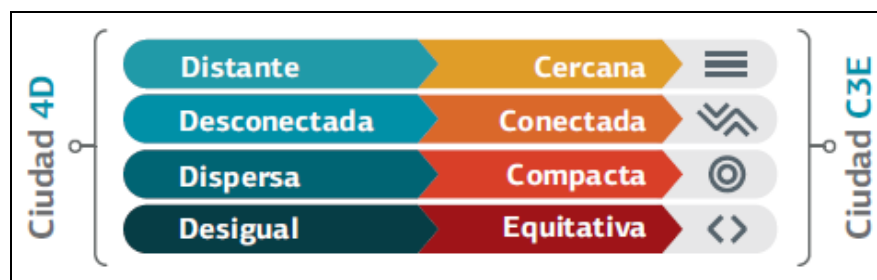 Ciudad 4D
Distante Cercana
Desconectada Conectada
Dispersa Compacta
Desigual Equitativa
Ciudad C3E